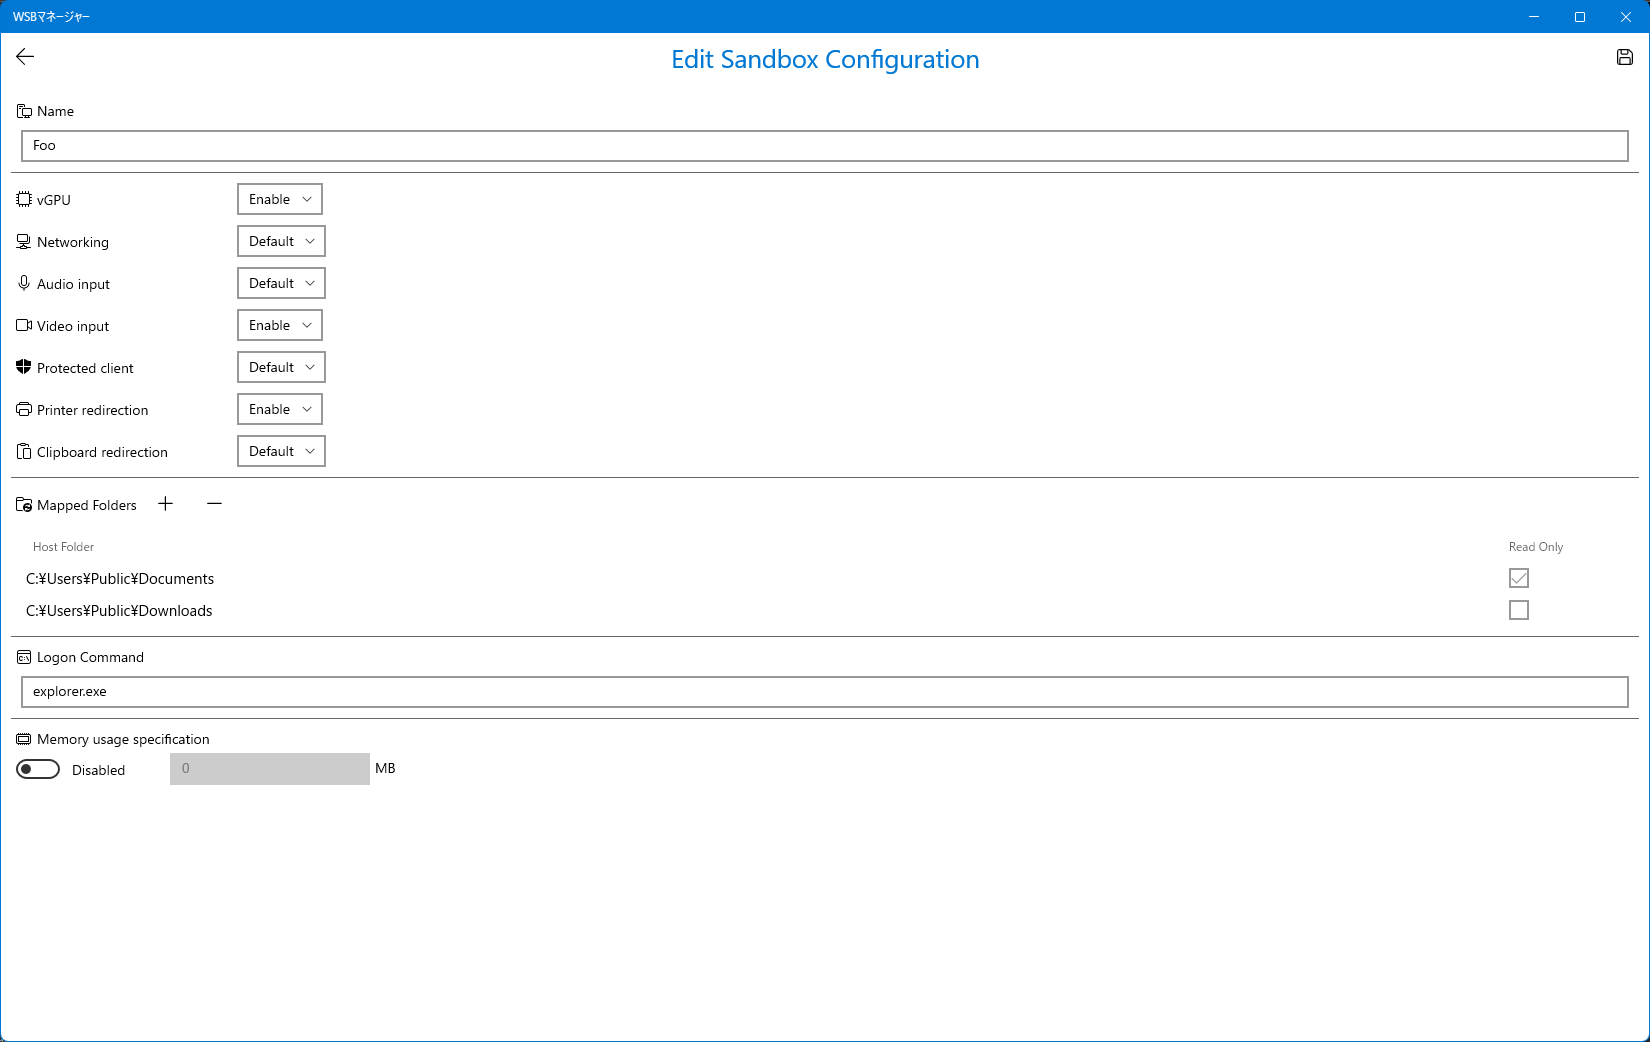 WSBマネージャー
Edit Sandbox Configuration
Name
Foo
vGPU Enable
Networking Default
Audio input Default
Video input Enable
Protected client Default
Printer redirection Enable
Clipboard redirection Default
Mapped Folders
Host Folder Read Only
C:¥Users¥Public¥Documents
C:¥Users¥Public¥Downloads
Logon Command
explorer.exe
Memory usage specification
Disabled 0 MB